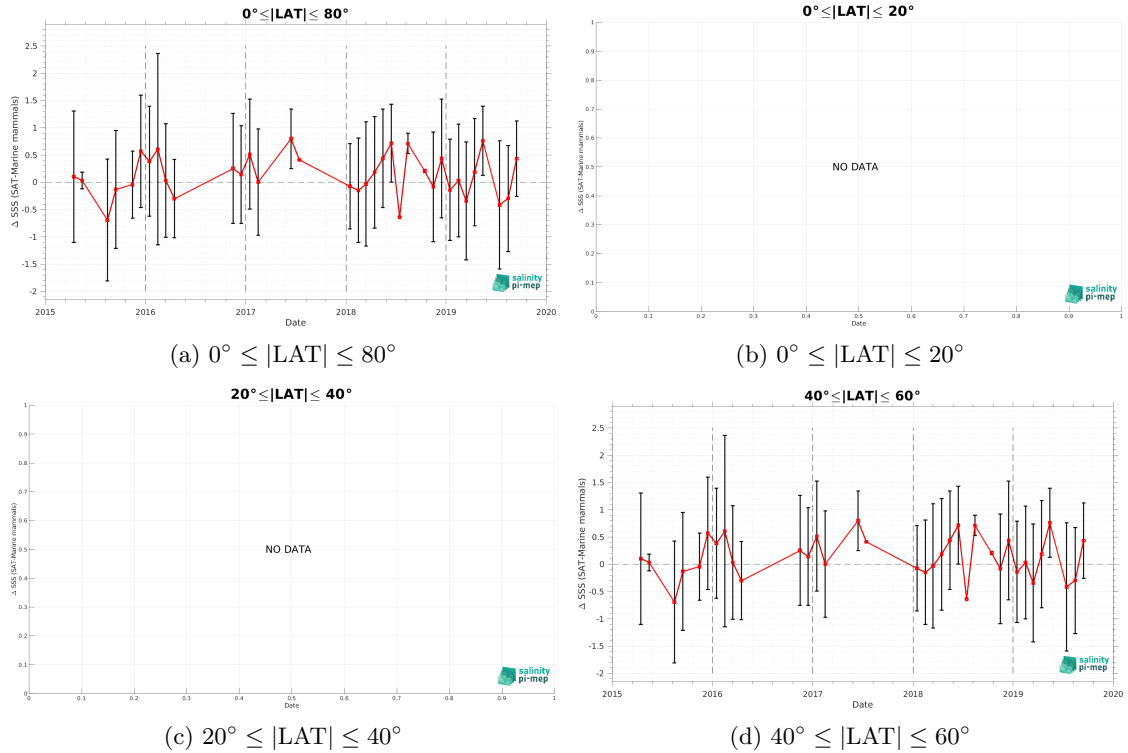 0°≤|LAT|≤ 80°
2.5
2
1.5
1
0.5
0
-0.5
-1
-1.5
-2
Δ SSS (SAT-Marine mammals)
2015 2016 2017 2018 2019 2020
Date
salinity
pi-mep
(a) 0° ≤ |LAT| ≤ 80°
0°≤|LAT|≤ 20°
1
0.9
0.8
0.7
0.6
0.5
0.4
0.3
0.2
0.1
0
Δ SSS (SAT-Marine mammals)
NO DATA
0 0.1 0.2 0.3 0.4 0.5 0.6 0.7 0.8 0.9 1
Date
salinity
pi-mep
(b) 0° ≤ |LAT| ≤ 20°
20°≤|LAT|≤ 40°
1
0.9
0.8
0.7
0.6
0.5
0.4
0.3
0.2
0.1
0
Δ SSS (SAT-Marine mammals)
NO DATA
0 0.1 0.2 0.3 0.4 0.5 0.6 0.7 0.8 0.9 1
Date
salinity
pi-mep
(c) 20° ≤ |LAT| ≤ 40°
40°≤|LAT|≤ 60°
2.5
2
1.5
1
0.5
0
-0.5
-1
-1.5
-2
Δ SSS (SAT-Marine mammals)
2015 2016 2017 2018 2019 2020
Date
salinity
pi-mep
(d) 40° ≤ |LAT| ≤ 60°